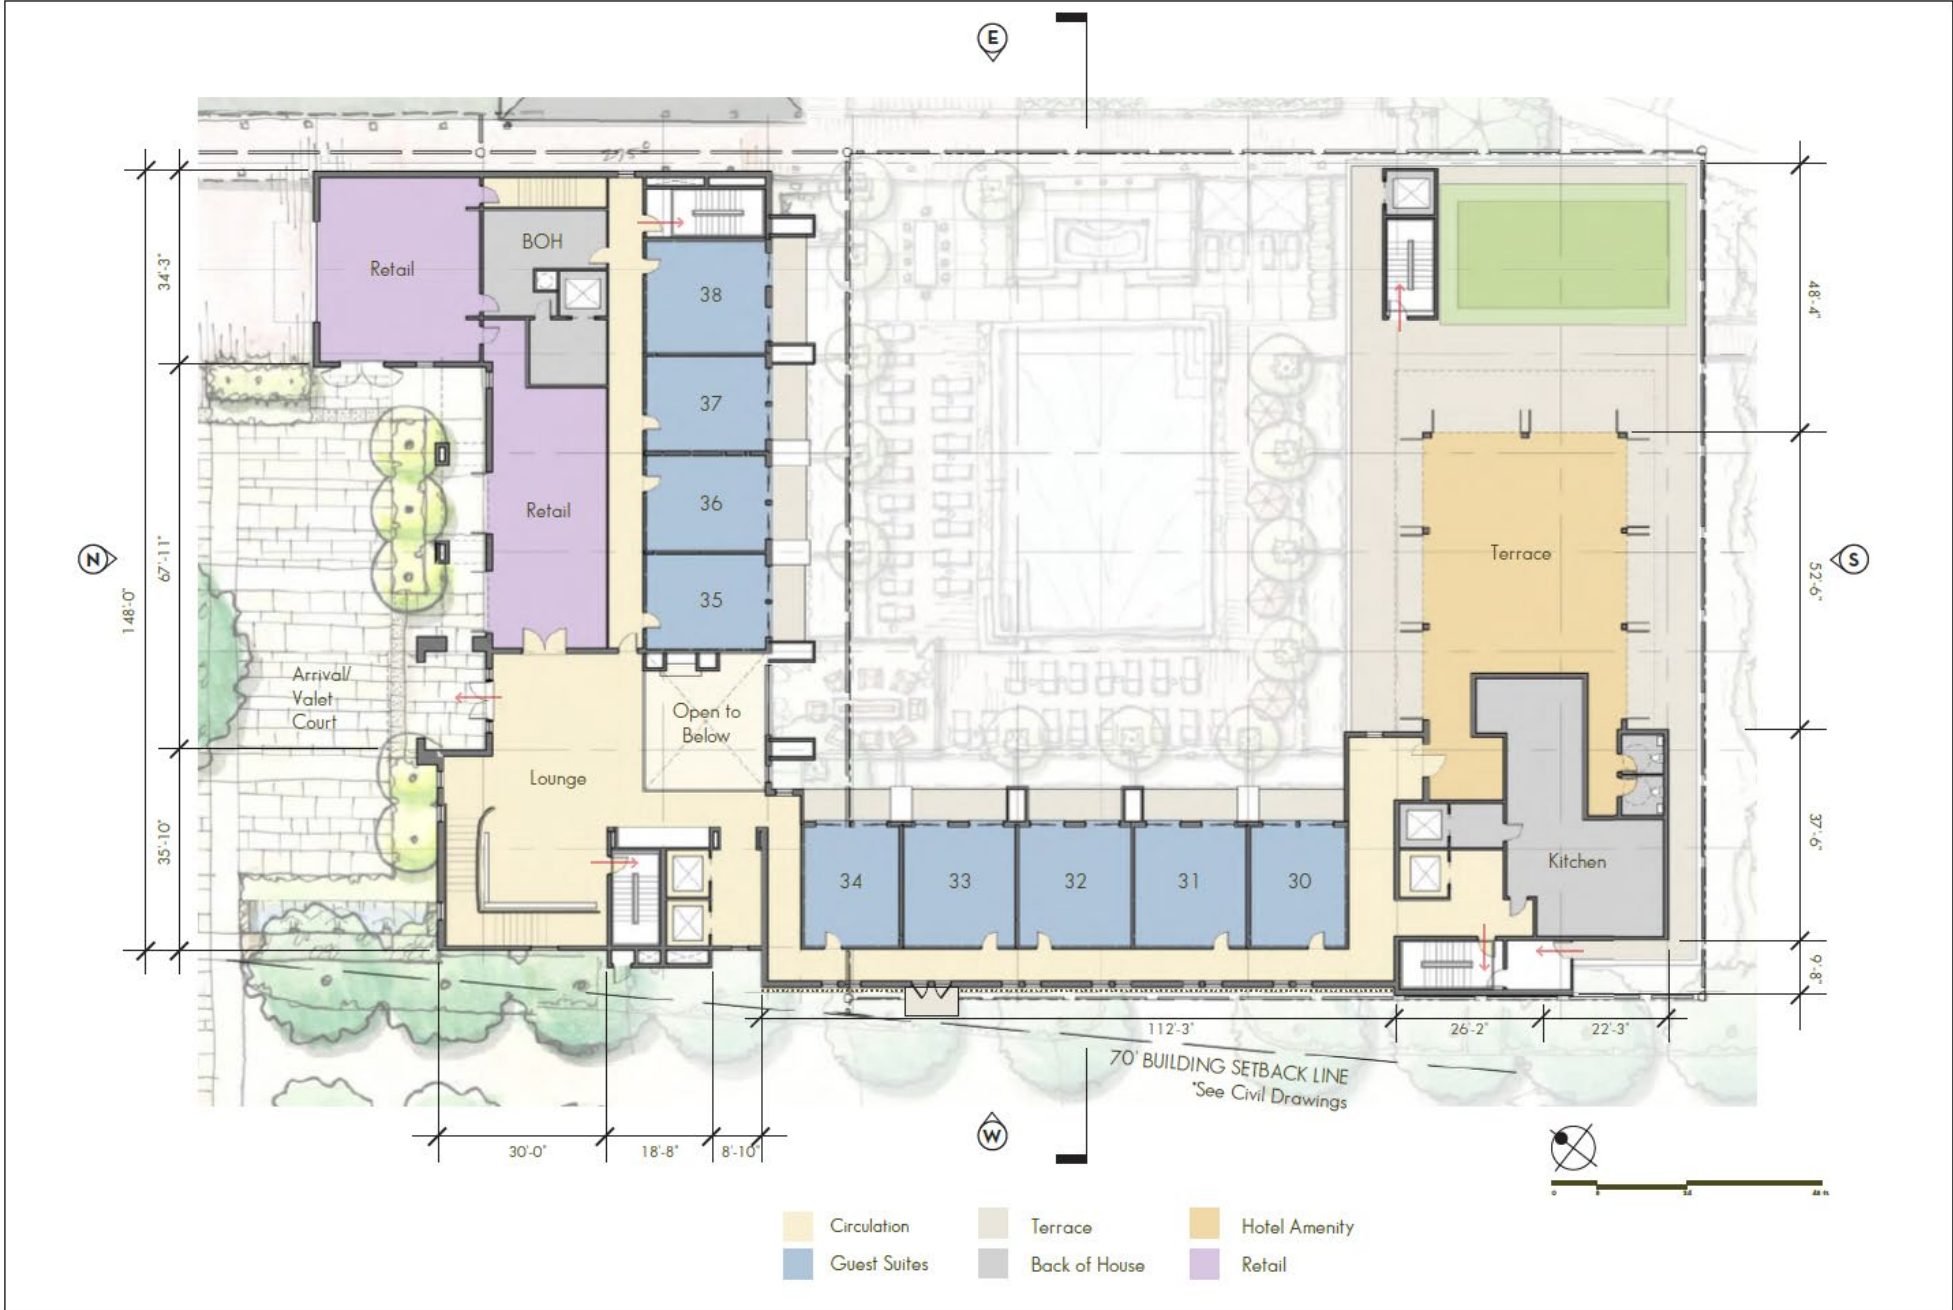 E
N
S
W
148'-0"
34'-3"
67'-11"
35'-10"
48'-4"
52'-6"
37'-6"
9'-8"
Retail
BOH
38
37
36
35
Retail
Terrace
Arrival/
Valet
Court
Open to
Below
Lounge
34
33
32
31
30
Kitchen
112'-3"
26'-2"
22'-3"
70' BUILDING SETBACK LINE
*See Civil Drawings
30'-0"
18'-8"
8'-10"
Circulation
Terrace
Hotel Amenity
Guest Suites
Back of House
Retail